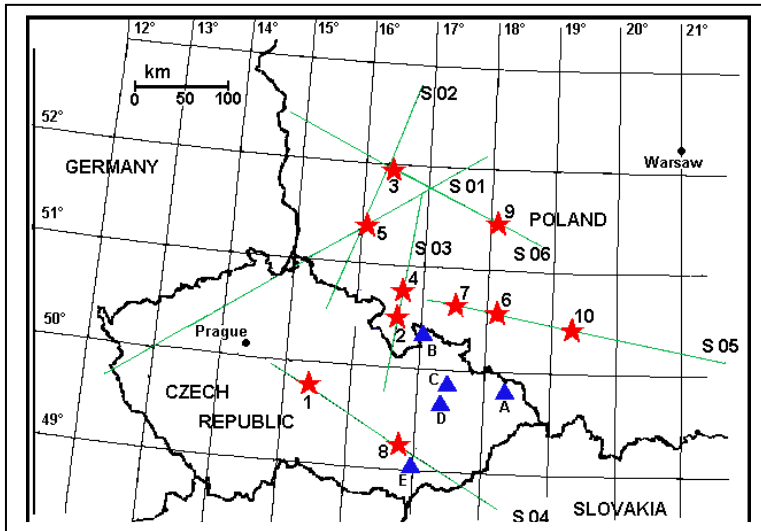 12° 13° 14° 15° 16° 17° 18° 19° 20° 21°
km
0 50 100
S 02
52°
GERMANY
Warsaw
3
S 01
5
9
POLAND
51°
S 03
S 06
4
7
6
10
2
50°
Prague
B
S 05
C
A
CZECH
1
D
REPUBLIC
49°
8
E
S 04
SLOVAKIA